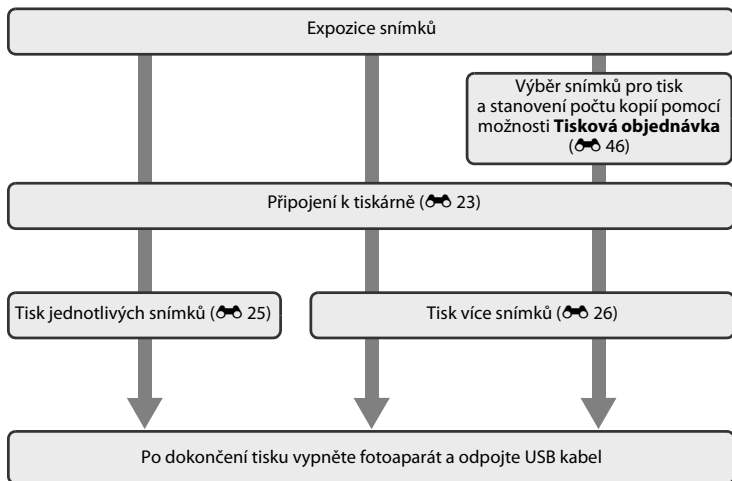 Expozice snímků
Výběr snímků pro tisk
a stanovení počtu kopií pomocí
možnosti Tisková objednávka
(46)
Připojení k tiskárně (23)
Tisk jednotlivých snímků (25)
Tisk více snímků (26)
Po dokončení tisku vypněte fotoaparát a odpojte USB kabel